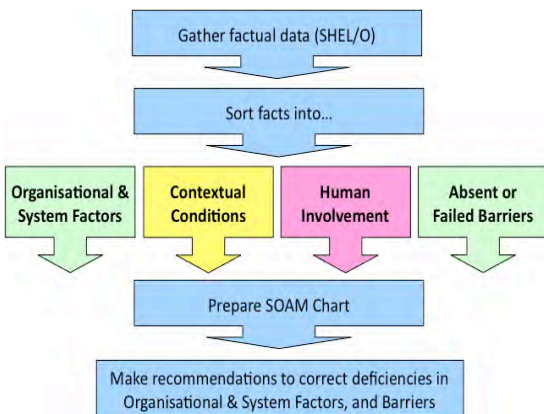 Gather factual data (SHEL/O)
Sort facts into...
Organisational &
System Factors
Contextual
Conditions
Human
Involvement
Absent or
Failed Barriers
Prepare SOAM Chart
Make recommendations to correct deficiencies in
Organisational & System Factors, and Barriers